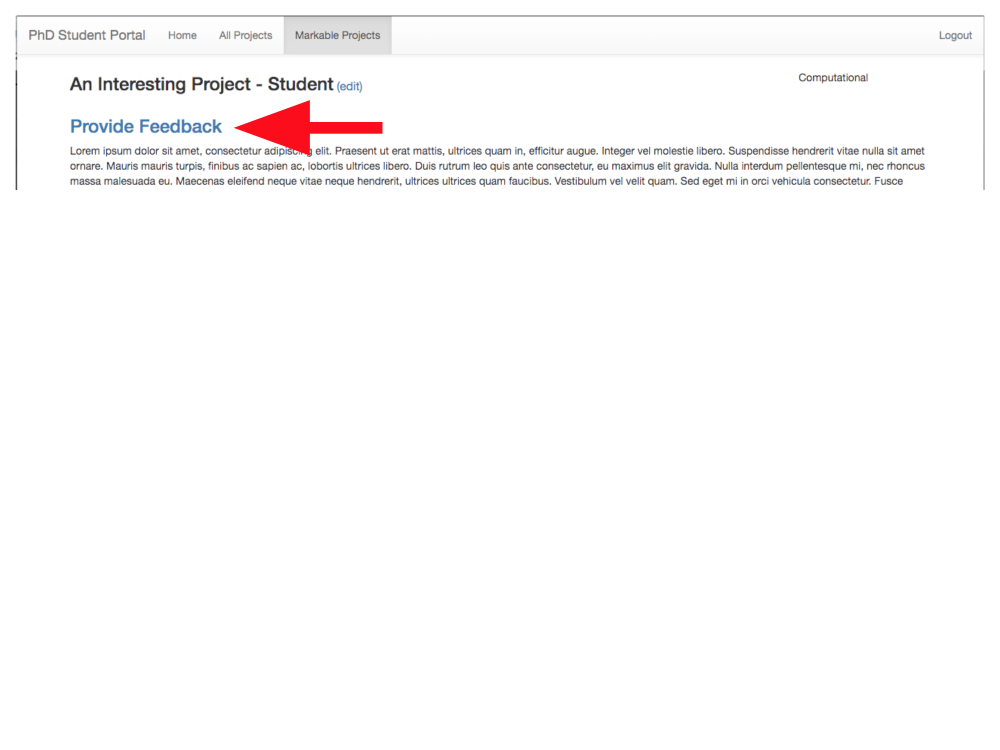 PhD Student Portal Home All Projects Markable Projects Logout
An Interesting Project - Student (edit) Computational
Provide Feedback
Lorem ipsum dolor sit amet, consectetur elit. Praesent ut erat mattis, ultrices quam in, efficitur augue. Integer vel molestie libero. Suspendisse hendrerit vitae nulla sit amet
ornare. Mauris mauris turpis, finibus ac sapien ac, lobortis ultrices libero. Duis rutrum leo quis ante consectetur, eu maximus elit gravida. Nulla interdum pellentesque mi, nec rhoncus
massa malesuada eu. Maecenas eleifend neque vitae neque hendrerit, ultrices ultrices quam faucibus. Vestibulum vel velit quam. Sed eget mi in orci vehicula consectetur. Fusce